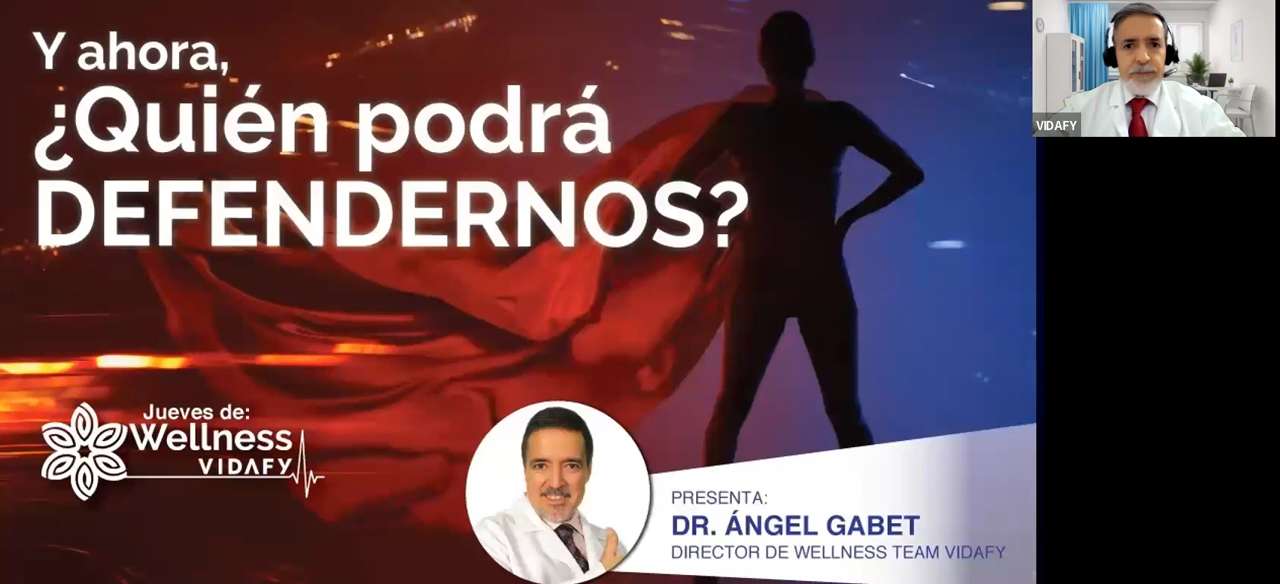 Y ahora,
¿Quién podrá
DEFENDERNOS?
VIDAFY
Jueves de:
Wellness
VIDAFY
PRESENTA:
DR. ÁNGEL GABET
DIRECTOR DE WELLNESS TEAM VIDAFY